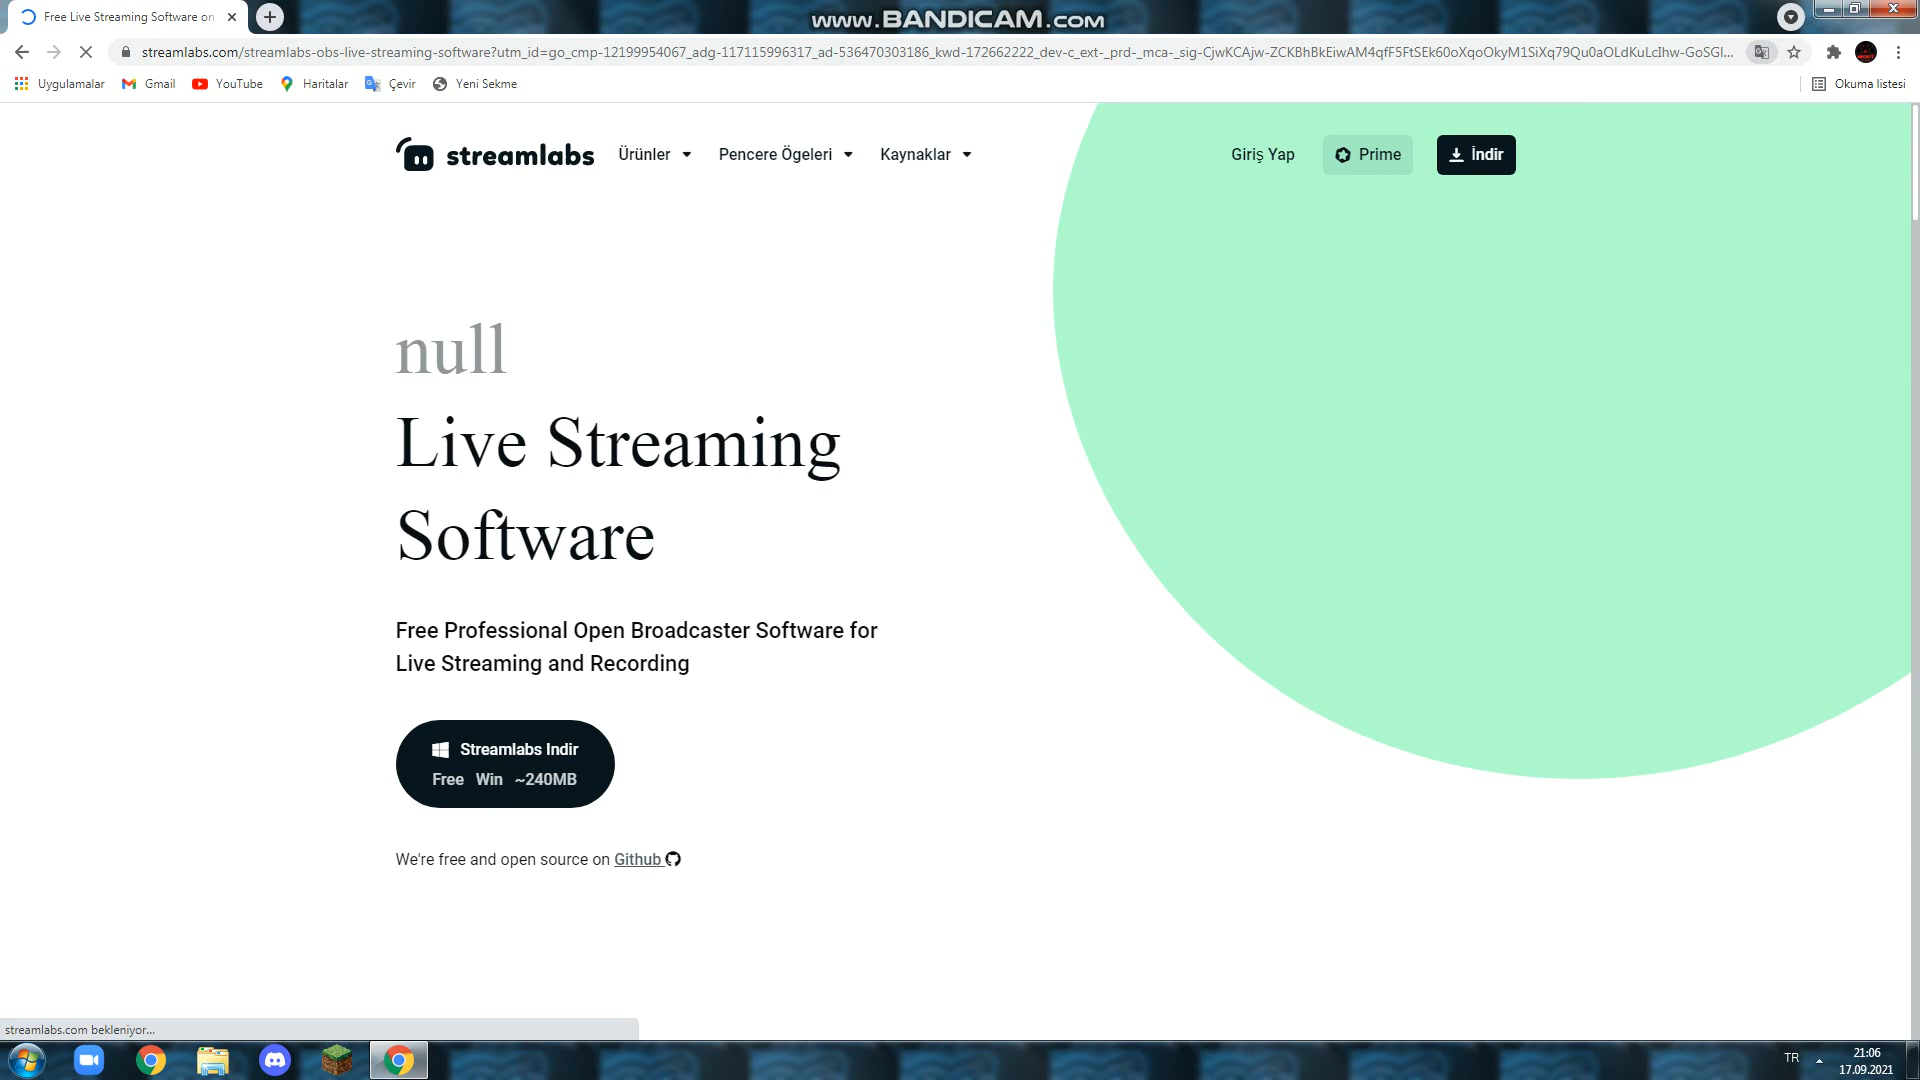 Free Live Streaming Software on
www.BANDICAM.com
streamlabs.com/streamlabs-obs-live-streaming-software?utm_id=go_cmp-12199954067_adg-117115996317_ad-536470303186_kwd-172662222_dev-c_ext-_prd-_mca-_sig-CjwKCAjw-ZCKBhBkEiwAM4qfF5FtSEk60oXqoOkyM1SiXq79Qu0aOLdKuLcIhw-GoSGl...
Uygulamalar Gmail YouTube Haritalar Çevir Yeni Sekme Okuma listesi
streamlabs Ürünler Pencere Ögeleri Kaynaklar Giriş Yap Prime İndir
null
Live Streaming
Software
Free Professional Open Broadcaster Software for
Live Streaming and Recording
Streamlabs Indir
Free Win ~240MB
We're free and open source on Github
streamlabs.com bekleniyor...
TR 21:06
17.09.2021